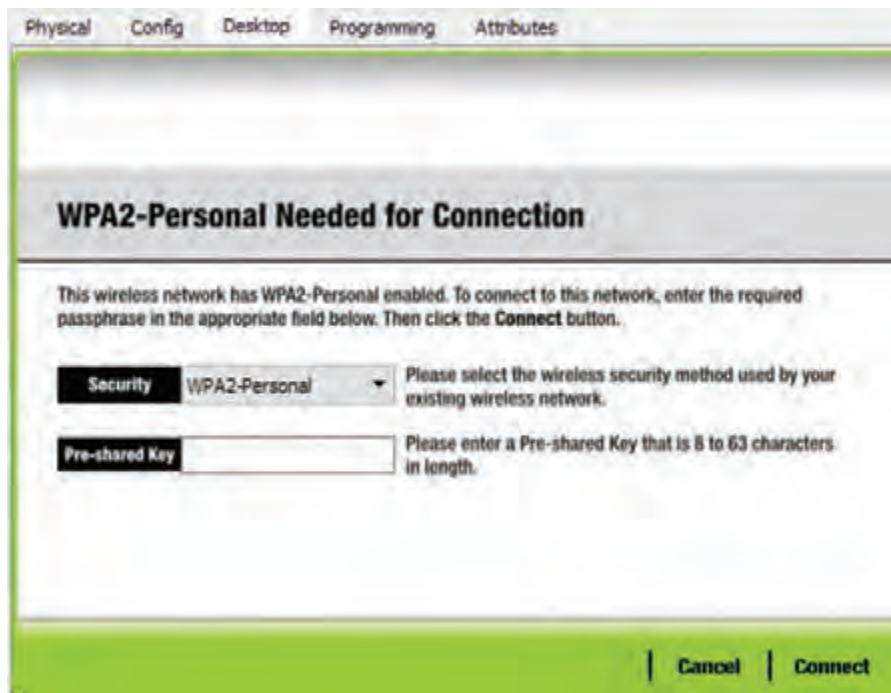 Physical Config Desktop Programming Attributes
WPA2-Personal Needed for Connection
This wireless network has WPA2-Personal enabled. To connect to this network, enter the required
passphrase in the appropriate field below. Then click the Connect button.
Security WPA2-Personal Please select the wireless security method used by your
existing wireless network.
Pre-shared Key Please enter a Pre-shared Key that is 8 to 63 characters
in length.
Cancel Connect